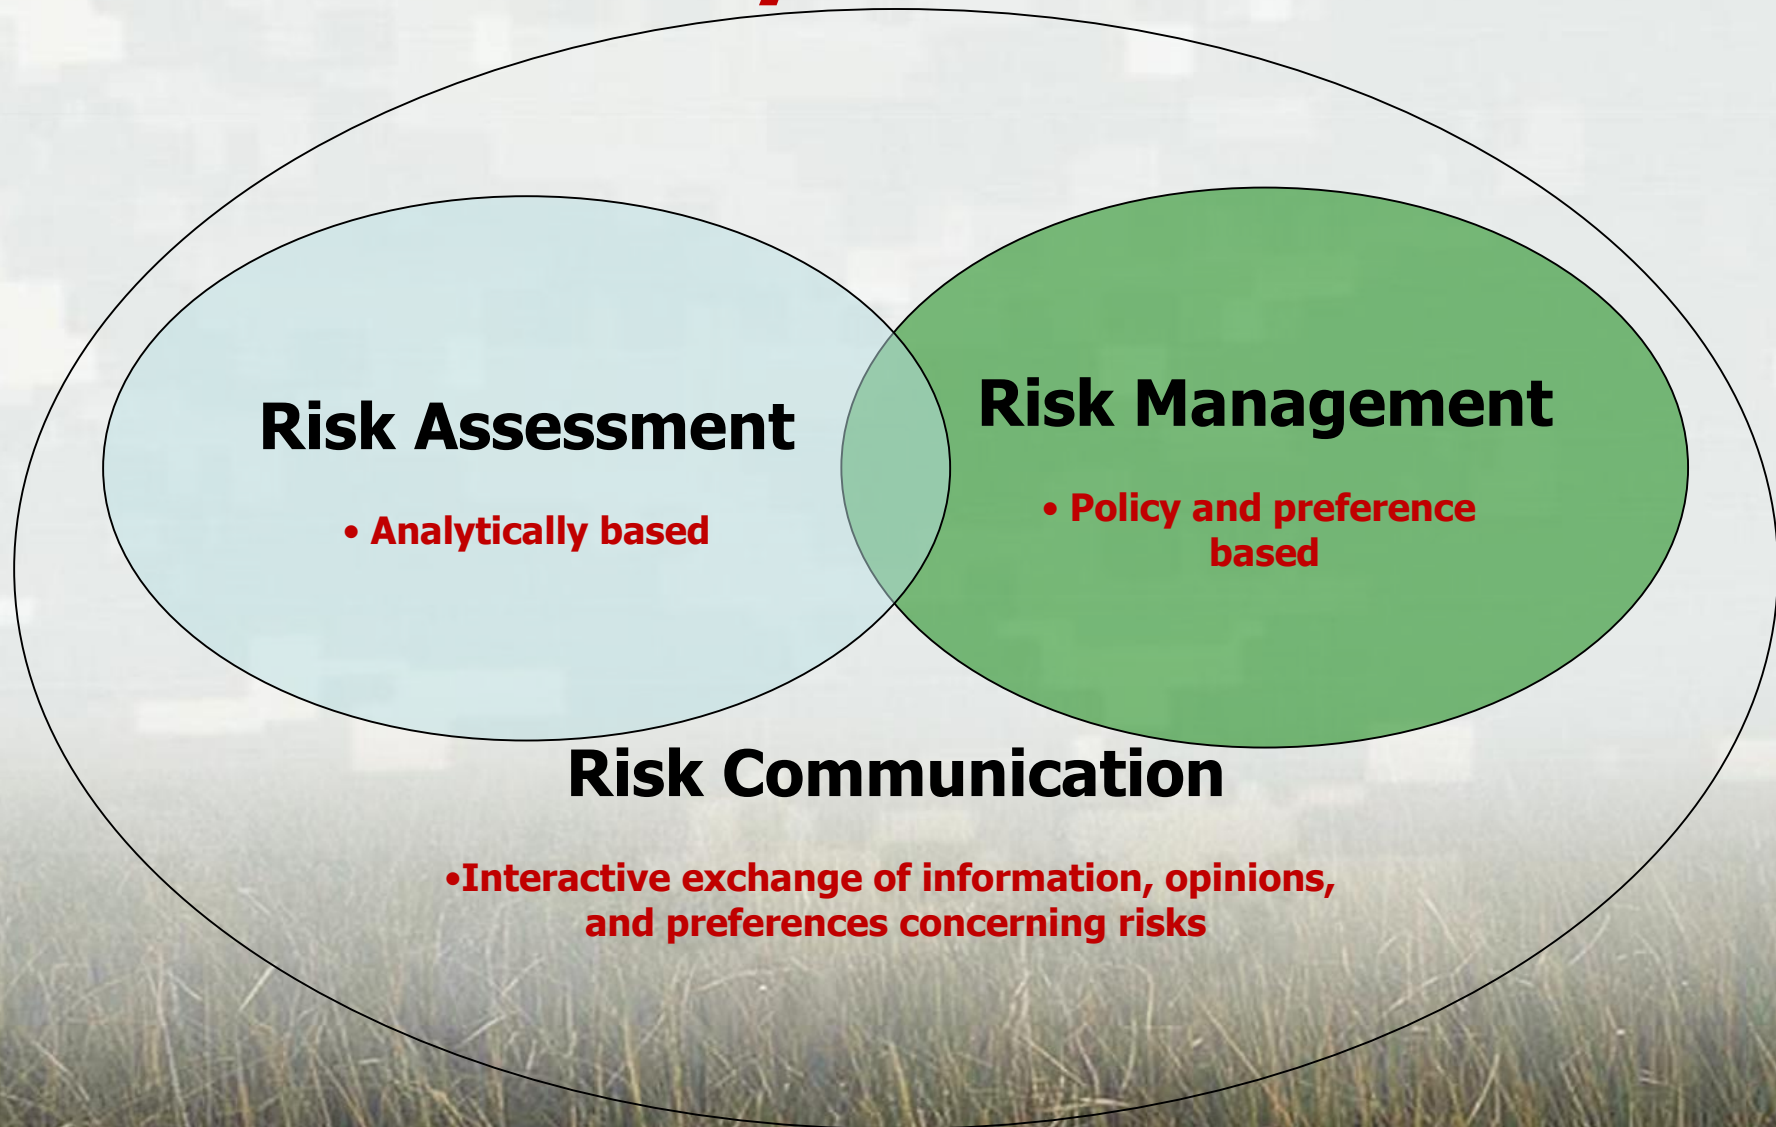 Risk Assessment
• Analytically based
Risk Management
• Policy and preference
based
Risk Communication
•Interactive exchange of information, opinions,
and preferences concerning risks